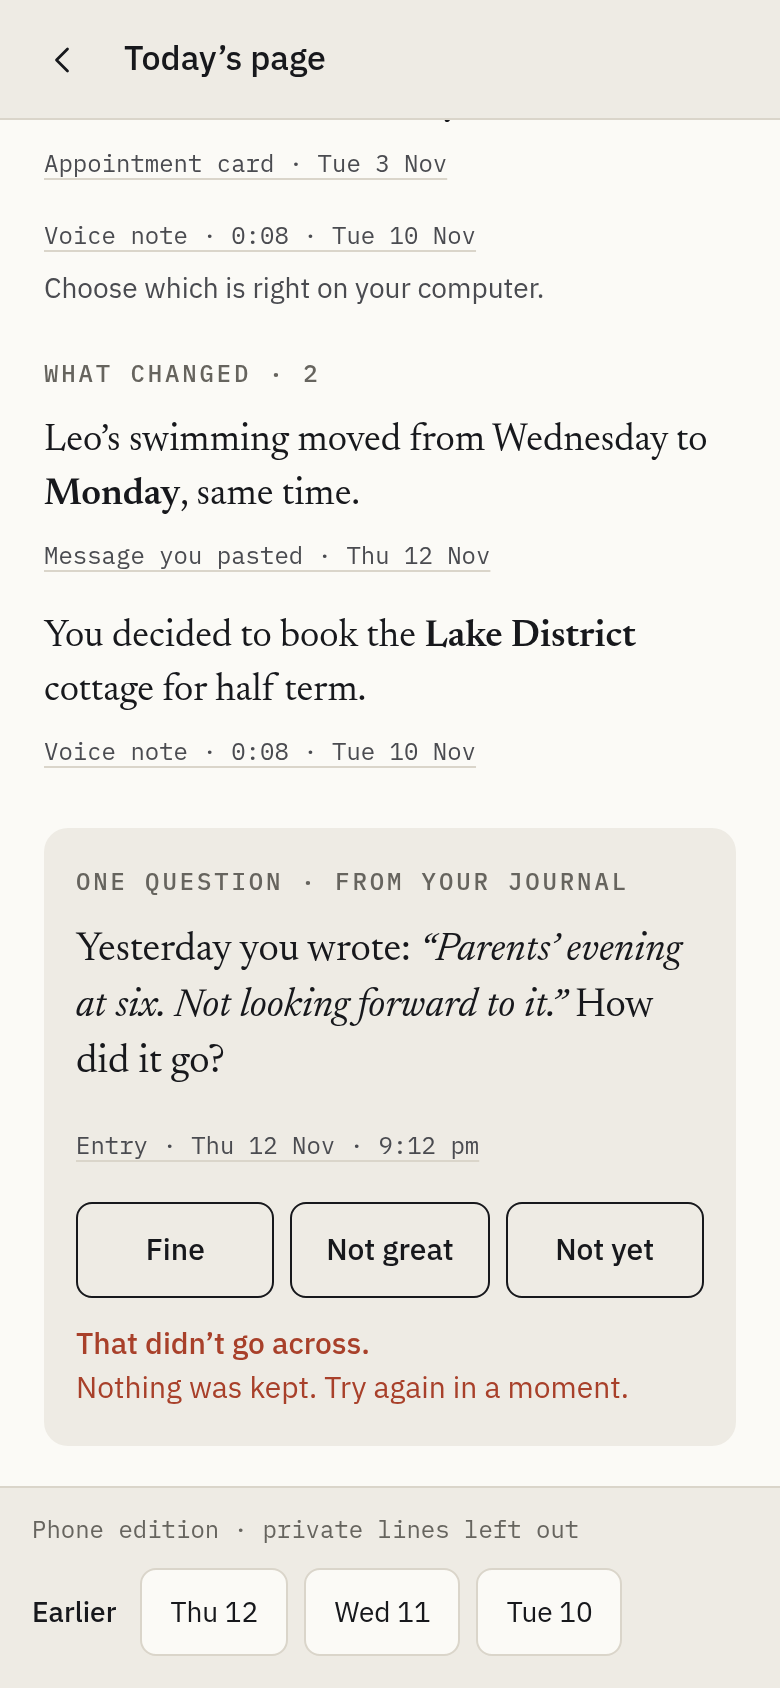 Today’s page
Appointment card · Tue 3 Nov
Voice note · 0:08 · Tue 10 Nov
Choose which is right on your computer.
WHAT CHANGED · 2
Leo’s swimming moved from Wednesday to
Monday, same time.
Message you pasted · Thu 12 Nov
You decided to book the Lake District
cottage for half term.
Voice note · 0:08 · Tue 10 Nov
ONE QUESTION · FROM YOUR JOURNAL
Yesterday you wrote: “Parents’ evening
at six. Not looking forward to it.” How
did it go?
Entry · Thu 12 Nov · 9:12 pm
Fine
Not great
Not yet
That didn’t go across.
Nothing was kept. Try again in a moment.
Phone edition · private lines left out
Earlier
Thu 12
Wed 11
Tue 10